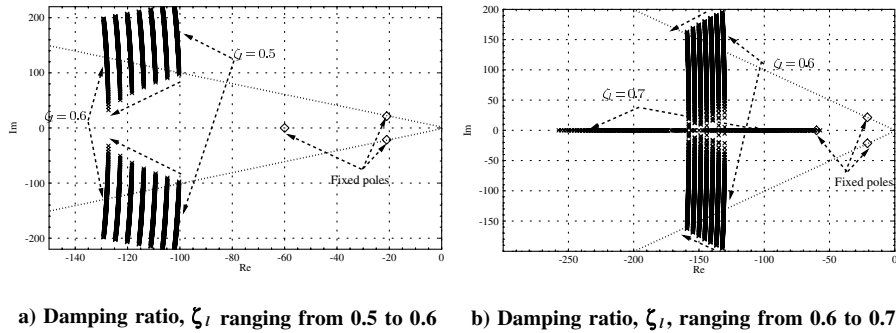 200
100
0
-100
-200
Im
-140
-120
-100
-80
-60
-40
-20
0
Re
ζl = 0.5
ζl = 0.6
Fixed poles
200
150
100
50
0
-50
-100
-150
Im
-250
-200
-150
-100
-50
0
Re
ζl = 0.6
ζl = 0.7
Fixed poles
a) Damping ratio, ζl ranging from 0.5 to 0.6
b) Damping ratio, ζl, ranging from 0.6 to 0.7